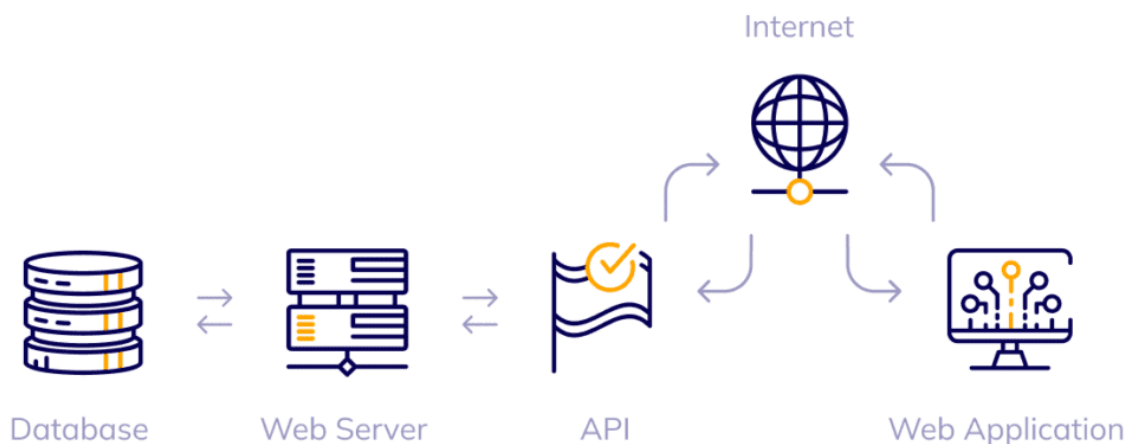 Internet
Database
Web Server
API
Web Application